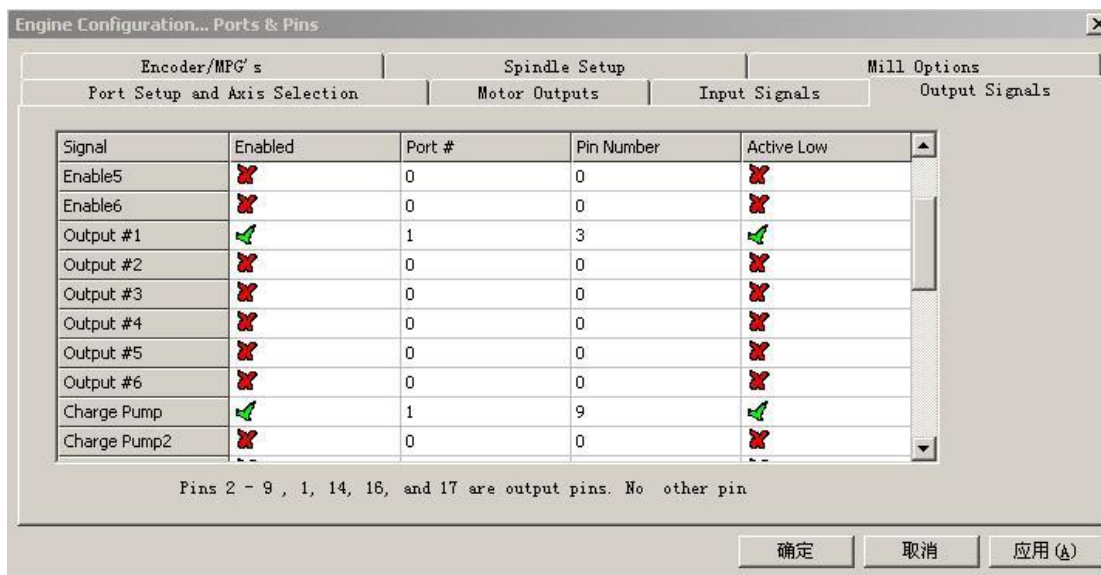 Engine Configuration... Ports & Pins
Encoder/MPG's Spindle Setup Mill Options
Port Setup and Axis Selection Motor Outputs Input Signals Output Signals
Signal Enabled Port # Pin Number Active Low
Enable5 0 0
Enable6 0 0
Output #1 1 3
Output #2 0 0
Output #3 0 0
Output #4 0 0
Output #5 0 0
Output #6 0 0
Charge Pump 1 9
Charge Pump2 0 0
Pins 2 - 9 , 1, 14, 16, and 17 are output pins. No other pin
确定 取消 应用(A)